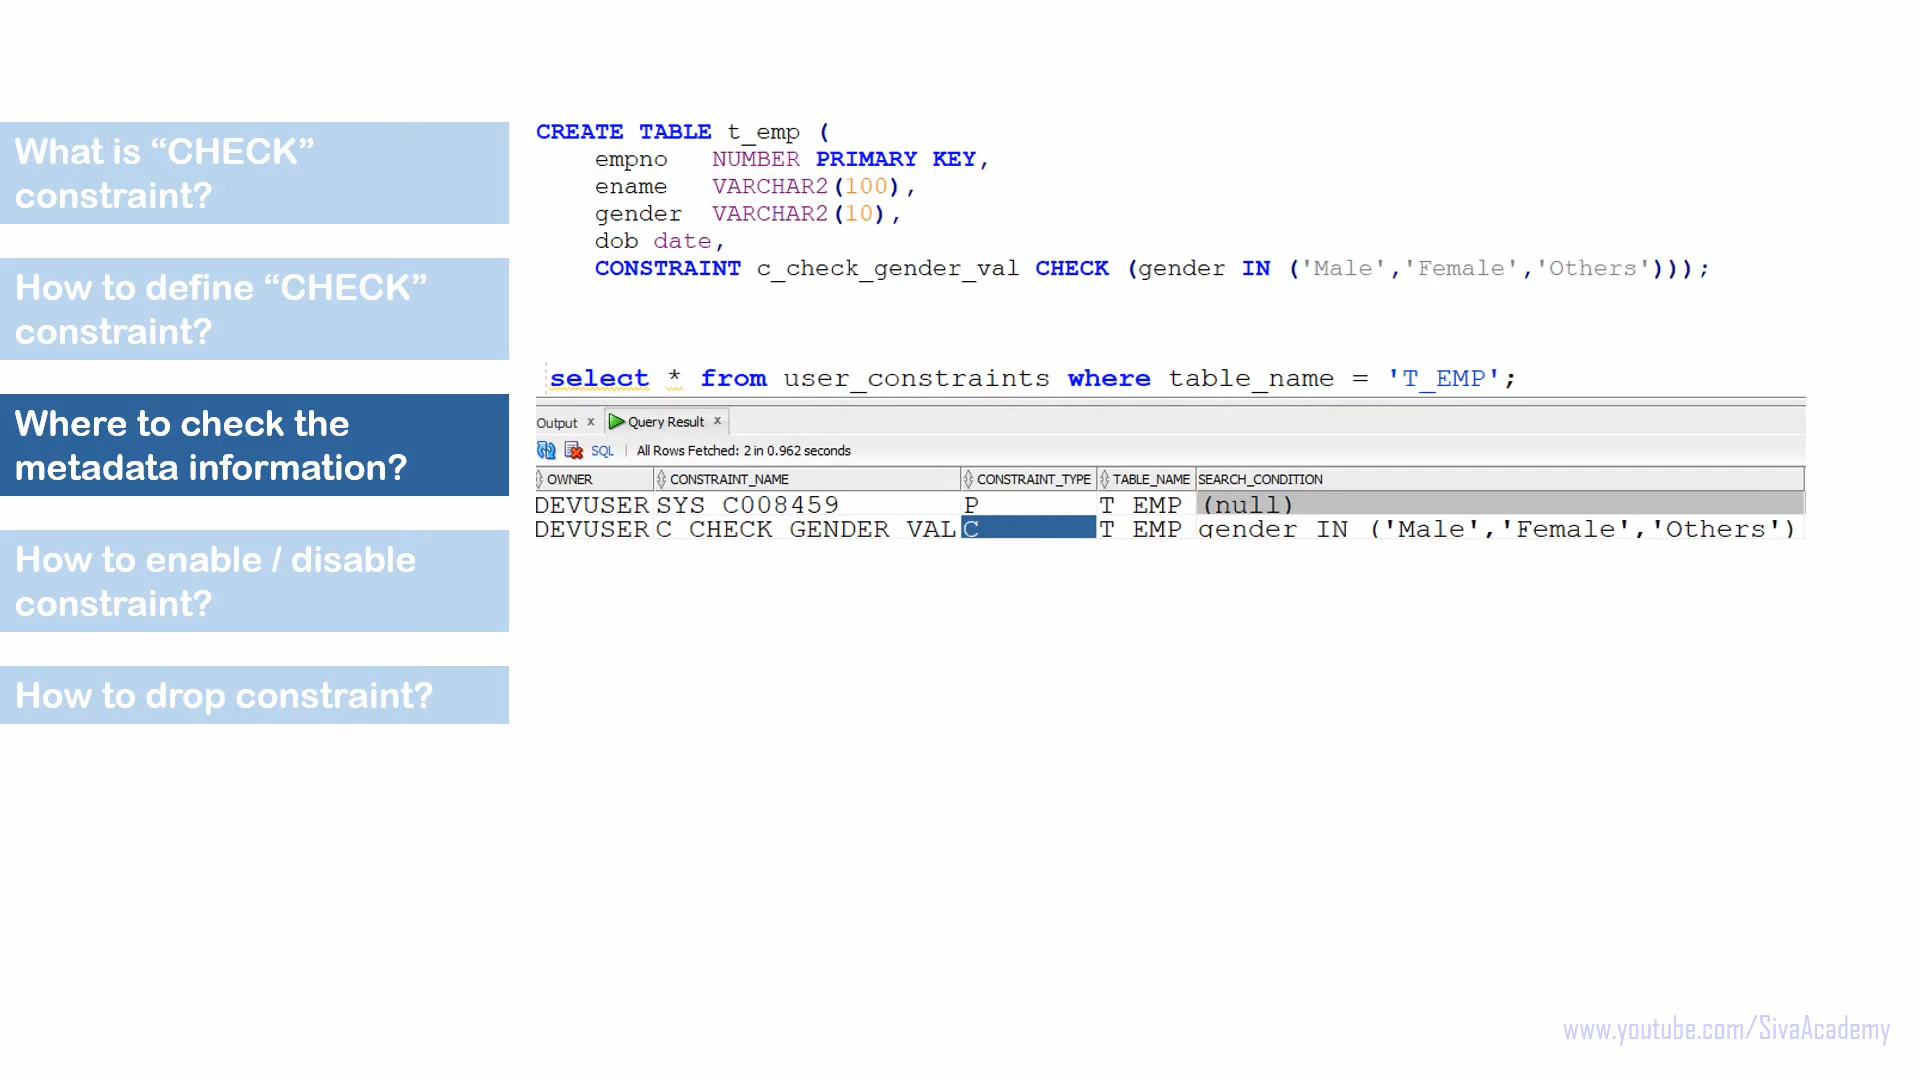 What is “CHECK”
constraint?
How to define “CHECK”
constraint?
Where to check the
metadata information?
How to enable / disable
constraint?
How to drop constraint?
CREATE TABLE t_emp (
empno NUMBER PRIMARY KEY,
ename VARCHAR2(100),
gender VARCHAR2(10),
dob date,
CONSTRAINT c_check_gender_val CHECK (gender IN ('Male','Female','Others')));
select * from user_constraints where table_name = 'T_EMP';
Output x Query Result x
SQL | All Rows Fetched: 2 in 0.962 seconds
OWNER CONSTRAINT_NAME CONSTRAINT_TYPE TABLE_NAME SEARCH_CONDITION
DEVUSER SYS_C008459 P T_EMP (null)
DEVUSER C_CHECK_GENDER_VAL C T_EMP gender IN ('Male','Female','Others')
www.youtube.com/SivaAcademy